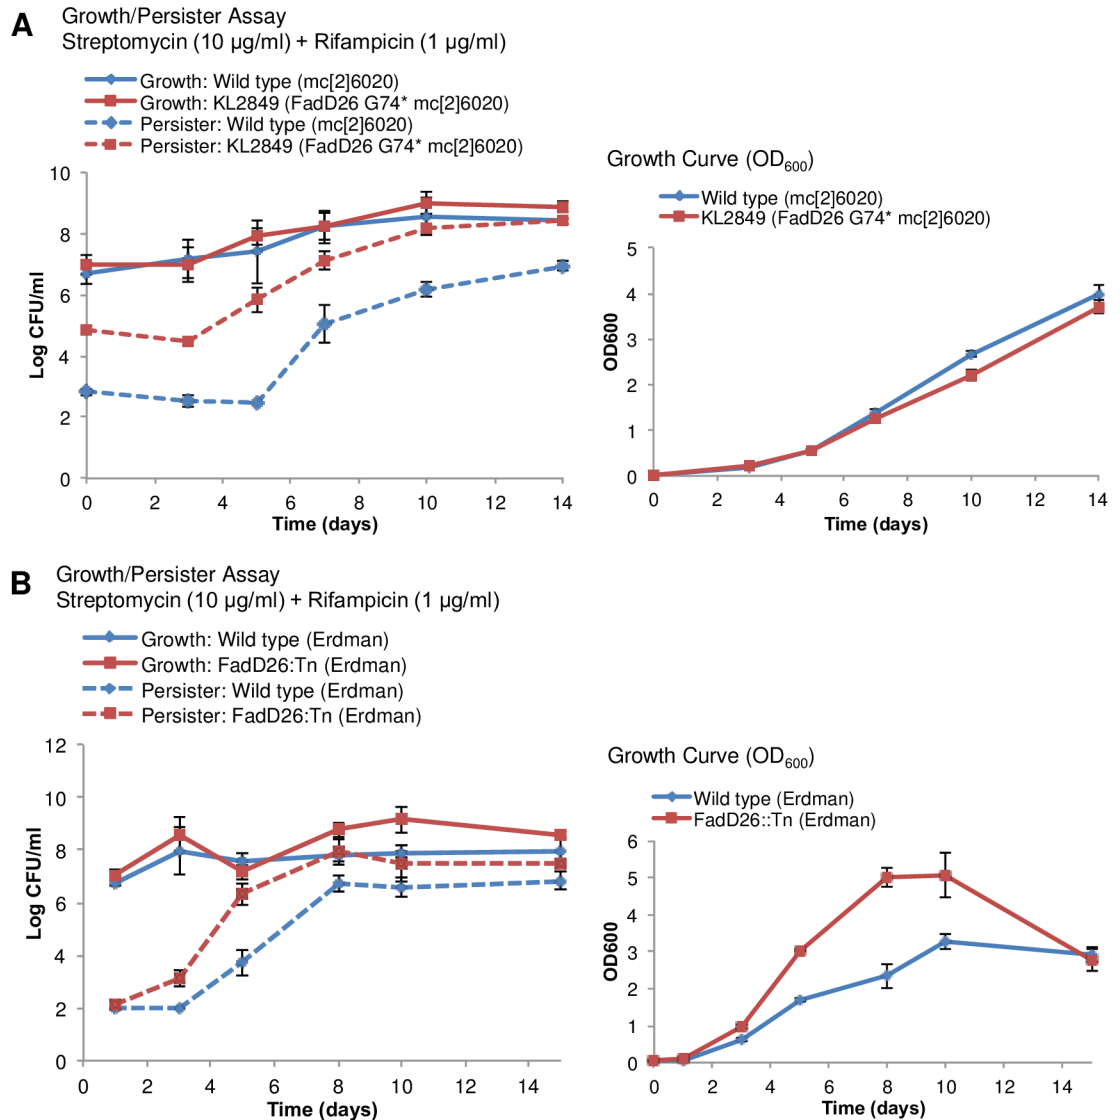 A
Growth/Persister Assay
Streptomycin (10 µg/ml) + Rifampicin (1 µg/ml)
Growth: Wild type (mc[2]6020)
Growth: KL2849 (FadD26 G74* mc[2]6020)
Persister: Wild type (mc[2]6020)
Persister: KL2849 (FadD26 G74* mc[2]6020)
10
8
6
4
2
0
Log CFU/ml
0 2 4 6 8 10 12 14
Time (days)
Growth Curve (OD600)
Wild type (mc[2]6020)
KL2849 (FadD26 G74* mc[2]6020)
5
4
3
2
1
0
OD600
0 2 4 6 8 10 12 14
Time (days)
B
Growth/Persister Assay
Streptomycin (10 µg/ml) + Rifampicin (1 µg/ml)
Growth: Wild type (Erdman)
Growth: FadD26:Tn (Erdman)
Persister: Wild type (Erdman)
Persister: FadD26:Tn (Erdman)
12
10
8
6
4
2
0
Log CFU/ml
0 2 4 6 8 10 12 14
Time (days)
Growth Curve (OD600)
Wild type (Erdman)
FadD26::Tn (Erdman)
6
5
4
3
2
1
0
OD600
0 2 4 6 8 10 12 14
Time (days)